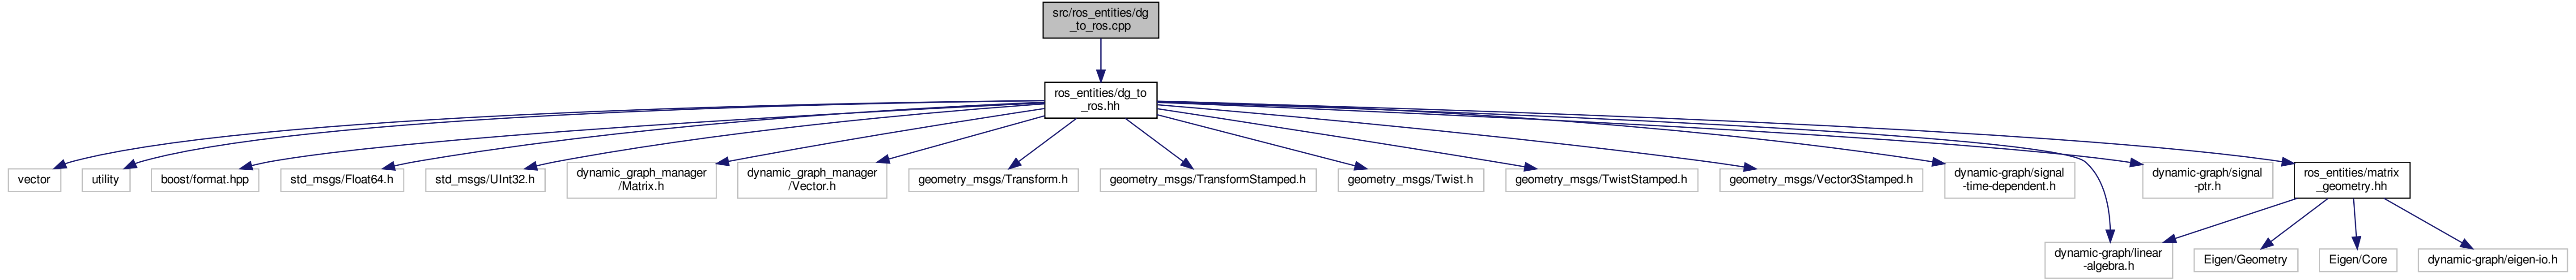 src/ros_entities/dg
_to_ros.cpp
ros_entities/dg_to
_ros.hh
vector
utility
boost/format.hpp
std_msgs/Float64.h
std_msgs/UInt32.h
dynamic_graph_manager
/Matrix.h
dynamic_graph_manager
/Vector.h
geometry_msgs/Transform.h
geometry_msgs/TransformStamped.h
geometry_msgs/Twist.h
geometry_msgs/TwistStamped.h
geometry_msgs/Vector3Stamped.h
dynamic-graph/signal
-time-dependent.h
dynamic-graph/signal
-ptr.h
ros_entities/matrix
_geometry.hh
dynamic-graph/linear
-algebra.h
Eigen/Geometry
Eigen/Core
dynamic-graph/eigen-io.h